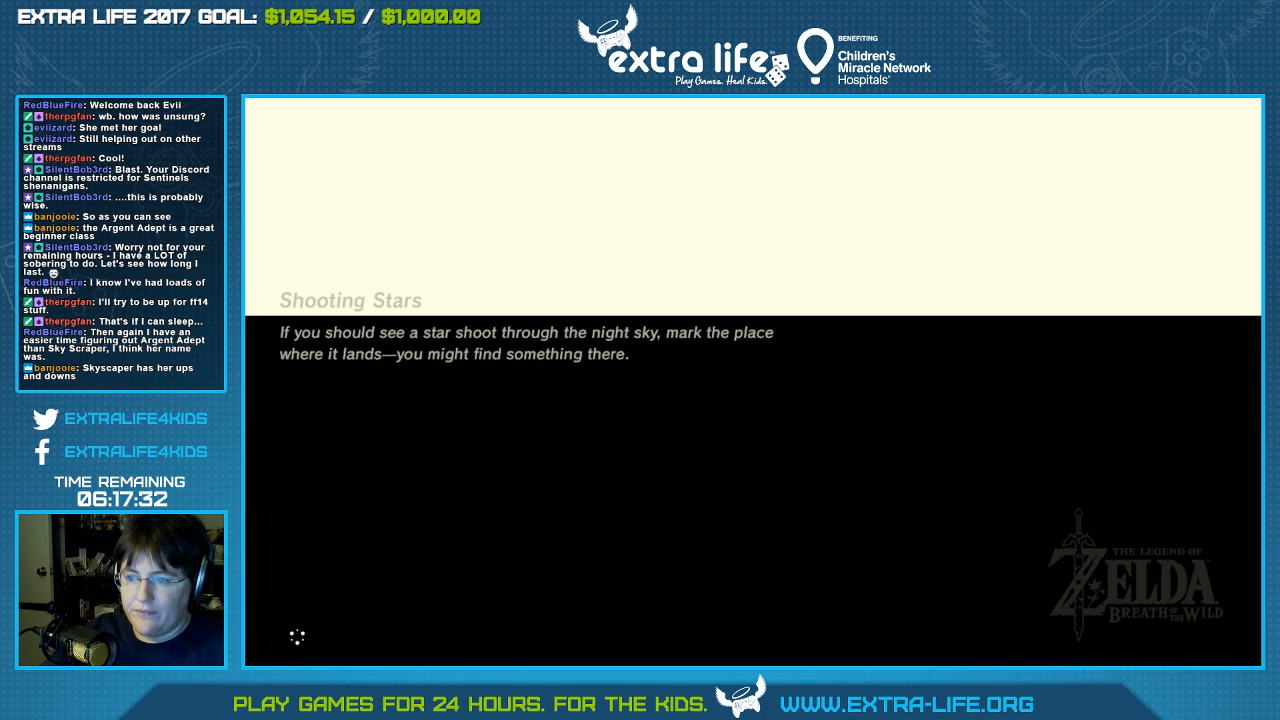 EXTRA LIFE 2017 GOAL: $1,054.15 / $1,000.00
extra life
Play Games. Heal Kids.
BENEFITING
Children's
Miracle Network
Hospitals
RedBlueFire: Welcome back Evii
therpgfan: wb. how was unsung?
eviizard: She met her goal
eviizard: Still helping out on other
streams
therpgfan: Cool!
SilentBob3rd: Blast. Your Discord
channel is restricted for Sentinels
shenanigans.
SilentBob3rd: ....this is probably
wise.
banjooie: So as you can see
banjooie: the Argent Adept is a great
beginner class
SilentBob3rd: Worry not for your
remaining hours - I have a LOT of
sobering to do. Let's see how long I
last.
RedBlueFire: I know I've had loads of
fun with it.
therpgfan: I'll try to be up for ff14
stuff.
therpgfan: That's if I can sleep...
RedBlueFire: Then again I have an
easier time figuring out Argent Adept
than Sky Scraper, I think her name
was.
banjooie: Skyscaper has her ups
and downs
EXTRALIFE4KIDS
EXTRALIFE4KIDS
TIME REMAINING
06:17:32
Shooting Stars
If you should see a star shoot through the night sky, mark the place
where it lands—you might find something there.
THE LEGEND OF
ZELDA
BREATH OF THE WILD
PLAY GAMES FOR 24 HOURS. FOR THE KIDS.
WWW.EXTRA-LIFE.ORG